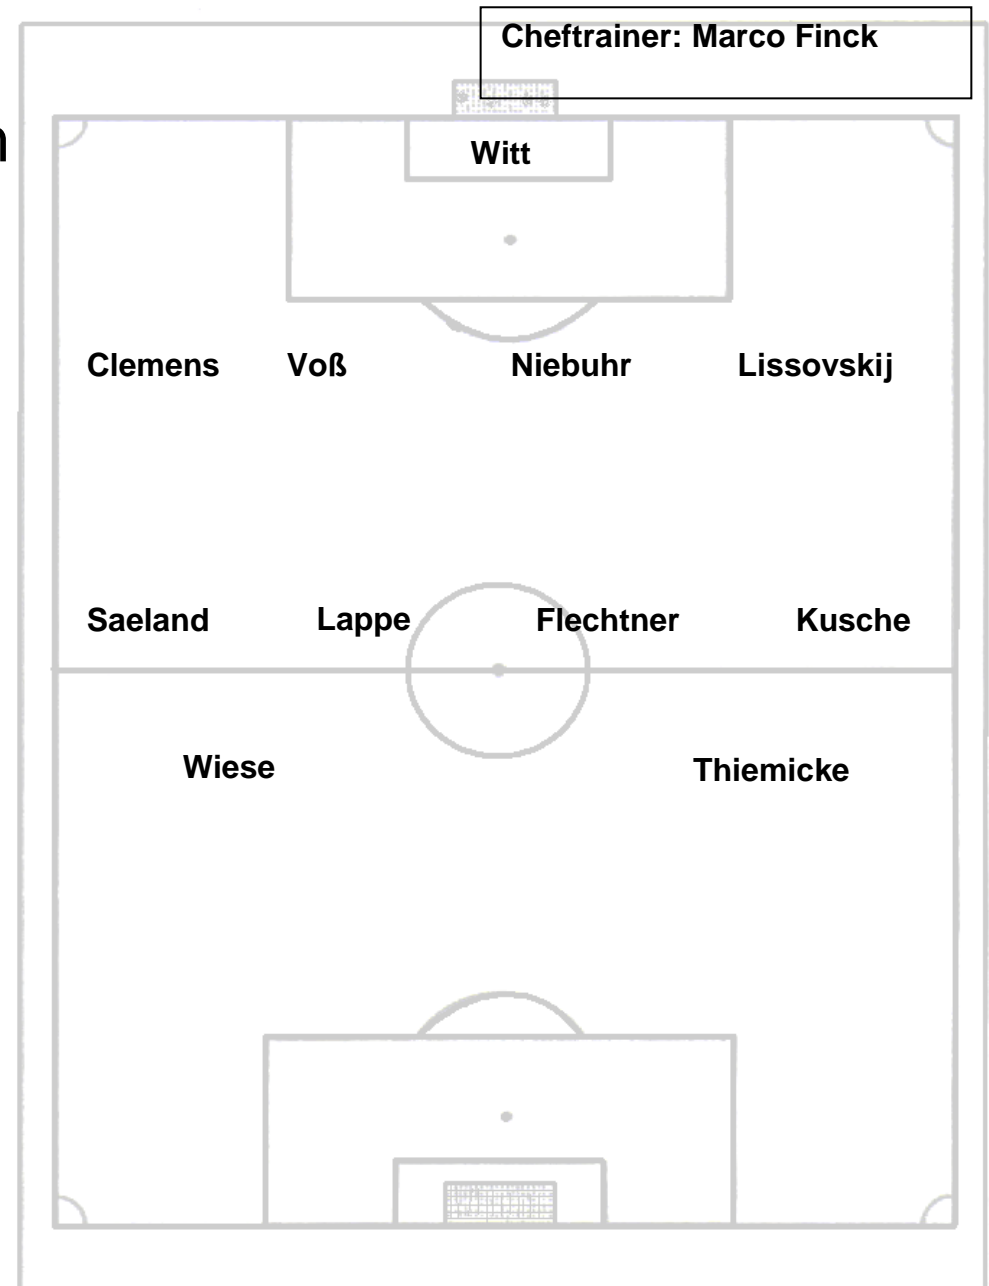 Cheftrainer: Marco Finck
n
Witt
Clemens Voß Niebuhr Lissovskij
Saeland Lappe Flechtner Kusche
Wiese Thiemicke